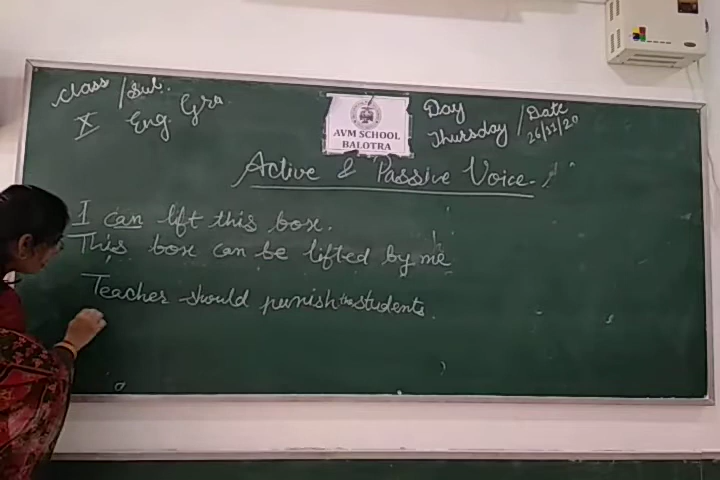 Class / Sub.
X Eng Gra
AVM SCHOOL
BALOTRA
Day / Date
Thursday 26/11/20
Active & Passive Voice
I can lift this box.
This box can be lifted by me
Teacher should punish the students.